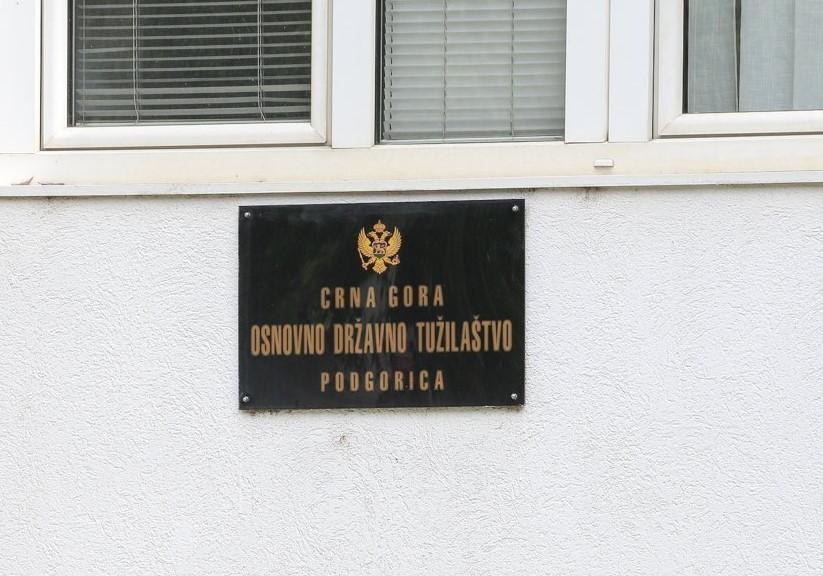 CRNA GORA
OSNOVNO DRŽAVNO TUŽILAŠTVO
PODGORICA